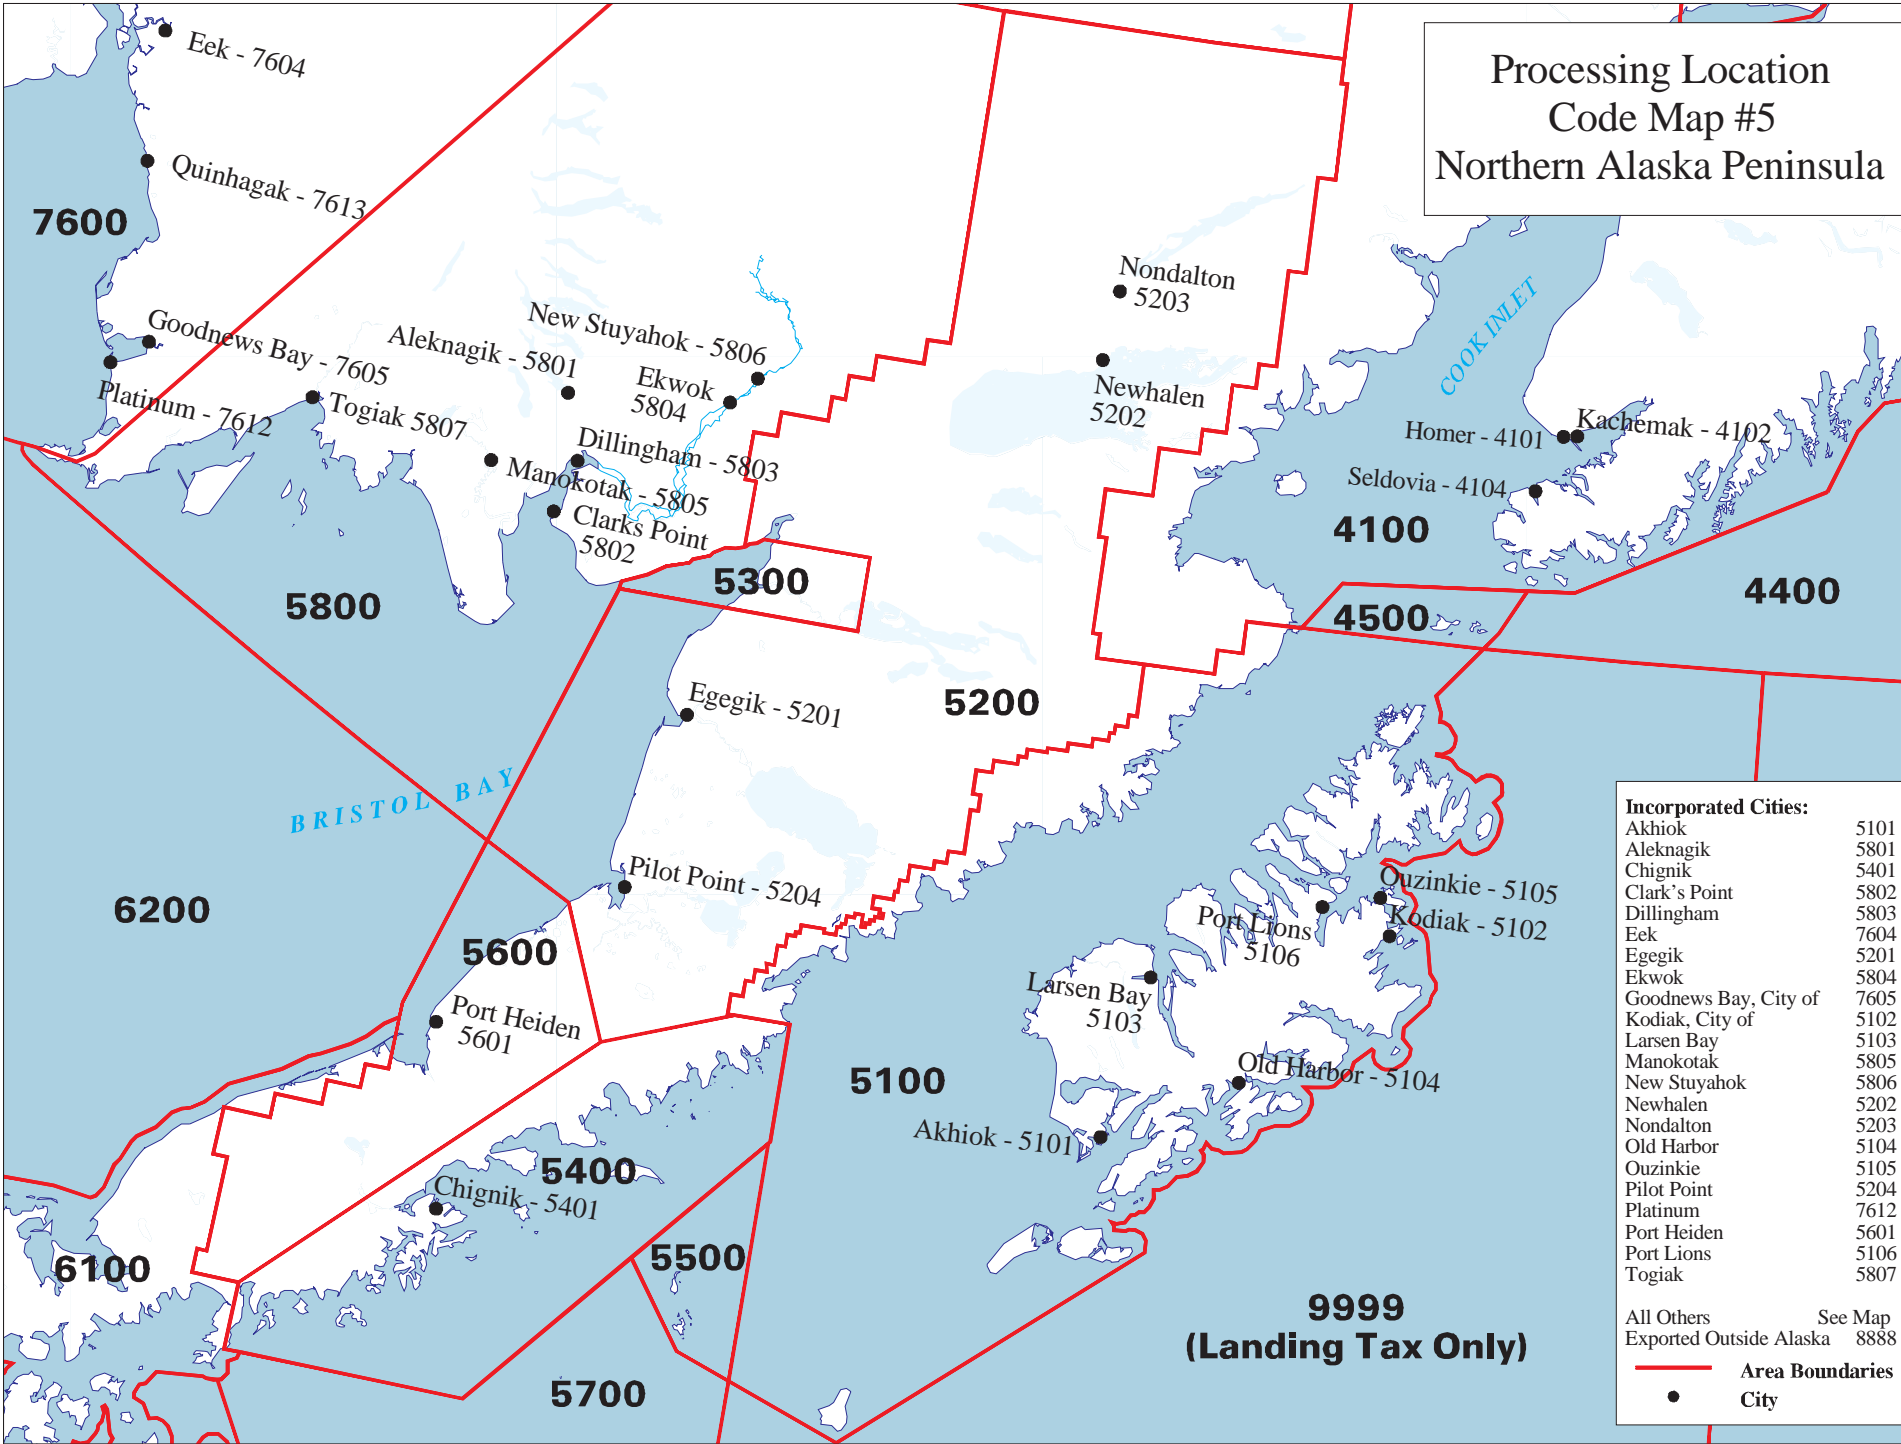 Processing Location
Code Map #5
Northern Alaska Peninsula
Eek - 7604
Quinhagak - 7613
7600
Goodnews Bay - 7605
Platinum - 7612
Togiak 5807
Aleknagik - 5801
New Stuyahok - 5806
Ekwok
5804
Dillingham - 5803
Manokotak - 5805
Clarks Point
5802
Nondalton
5203
Newhalen
5202
COOK INLET
Homer - 4101
Kachemak - 4102
Seldovia - 4104
4100
4400
4500
5300
5800
5200
Egegik - 5201
BRISTOL BAY
Pilot Point - 5204
6200
5600
Port Heiden
5601
Ouzinkie - 5105
Kodiak - 5102
Port Lions
5106
Larsen Bay
5103
Old Harbor - 5104
5100
Akhiok - 5101
5400
Chignik - 5401
5500
6100
5700
9999
(Landing Tax Only)
Incorporated Cities:
Akhiok 5101
Aleknagik 5801
Chignik 5401
Clark's Point 5802
Dillingham 5803
Eek 7604
Egegik 5201
Ekwok 5804
Goodnews Bay, City of 7605
Kodiak, City of 5102
Larsen Bay 5103
Manokotak 5805
New Stuyahok 5806
Newhalen 5202
Nondalton 5203
Old Harbor 5104
Ouzinkie 5105
Pilot Point 5204
Platinum 7612
Port Heiden 5601
Port Lions 5106
Togiak 5807
All Others See Map
Exported Outside Alaska 8888
Area Boundaries
City